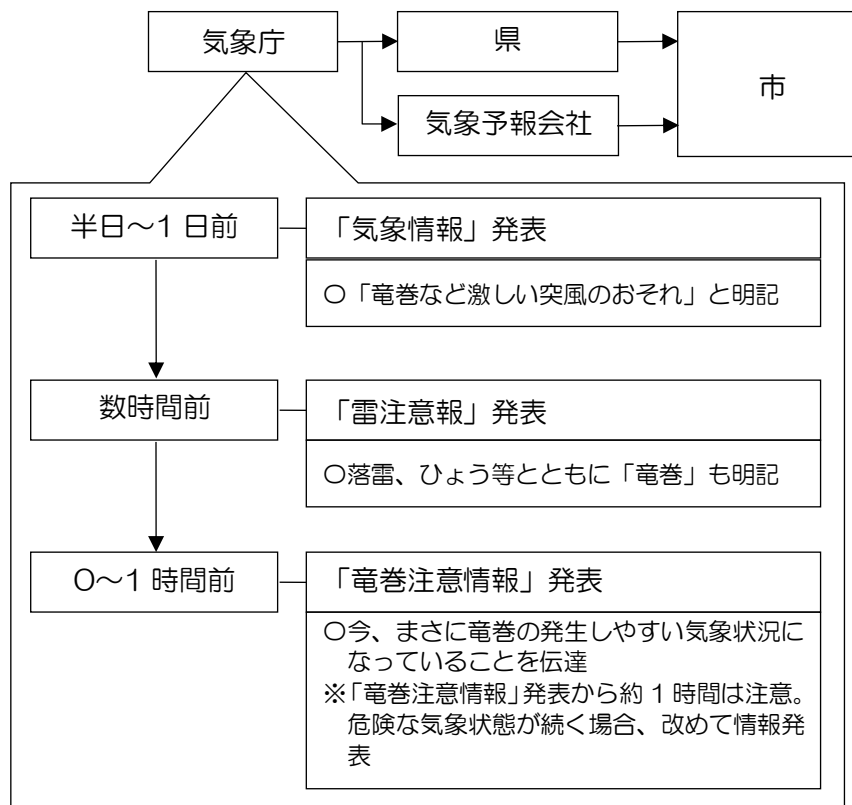 気象庁
県
市
気象予報会社
半日～1 日前
「気象情報」発表
〇「竜巻など激しい突風のおそれ」と明記
数時間前
「雷注意報」発表
〇落雷、ひょう等とともに「竜巻」も明記
0～1 時間前
「竜巻注意情報」発表
〇今、まさに竜巻の発生しやすい気象状況に
なっていることを伝達
※「竜巻注意情報」発表から約 1 時間は注意。
危険な気象状態が続く場合、改めて情報発
表